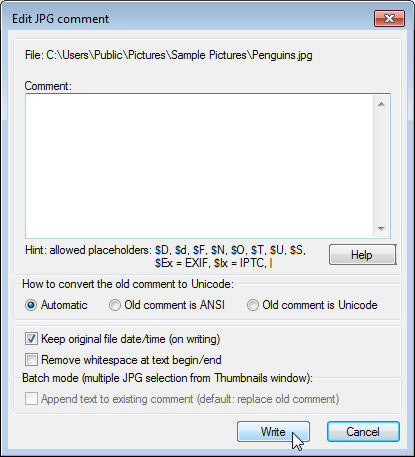 Edit JPG comment
File: C:\Users\Public\Pictures\Sample Pictures\Penguins.jpg
Comment:
Hint: allowed placeholders: $D, $d, $F, $N, $O, $T, $U, $S,
$Ex = EXIF, $Ix = IPTC, |
Help
How to convert the old comment to Unicode:
Automatic Old comment is ANSI Old comment is Unicode
Keep original file date/time (on writing)
Remove whitespace at text begin/end
Batch mode (multiple JPG selection from Thumbnails window):
Append text to existing comment (default: replace old comment)
Write Cancel